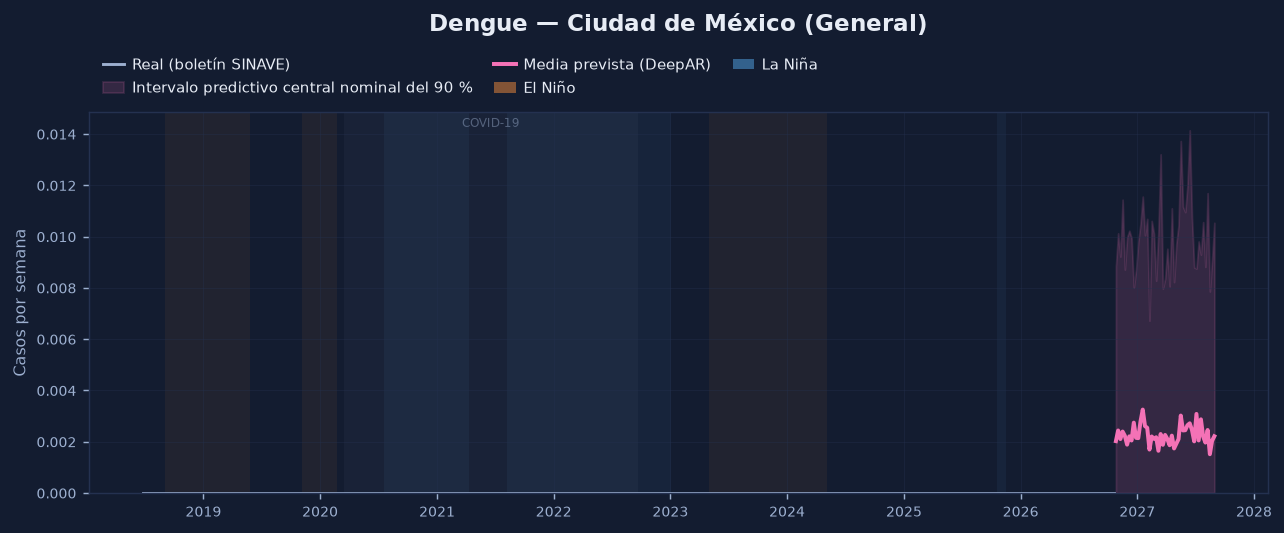 Dengue — Ciudad de México (General)
Real (boletín SINAVE)
Intervalo predictivo central nominal del 90 %
Media prevista (DeepAR)
El Niño
La Niña
COVID-19
Casos por semana
0.014
0.012
0.010
0.008
0.006
0.004
0.002
0.000
2019 2020 2021 2022 2023 2024 2025 2026 2027 2028